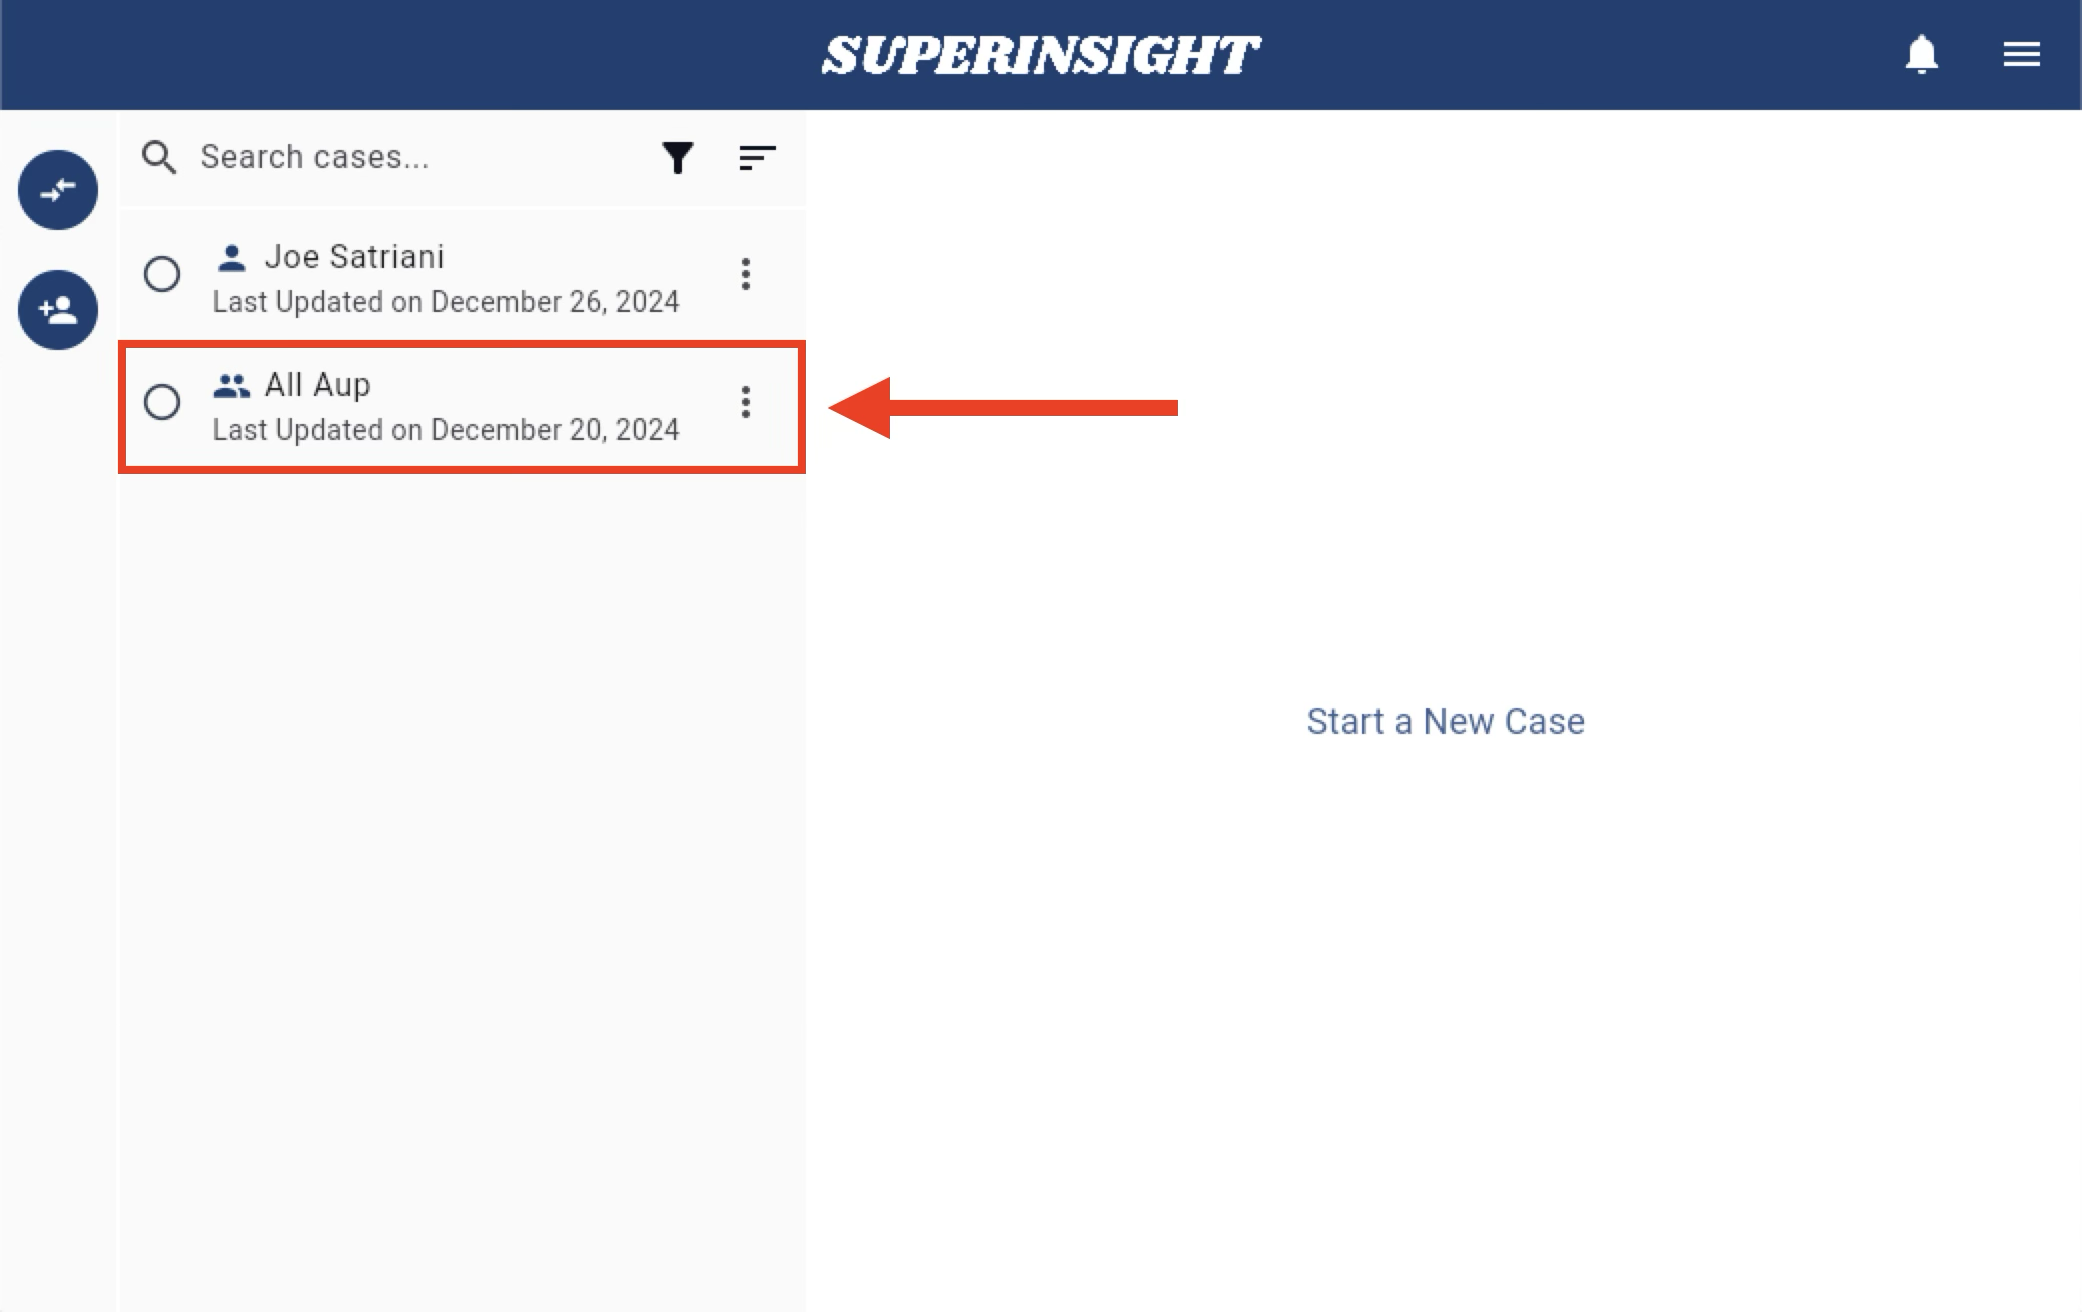 SUPERINSIGHT
Search cases...
Joe Satriani
Last Updated on December 26, 2024
All Aup
Last Updated on December 20, 2024
Start a New Case